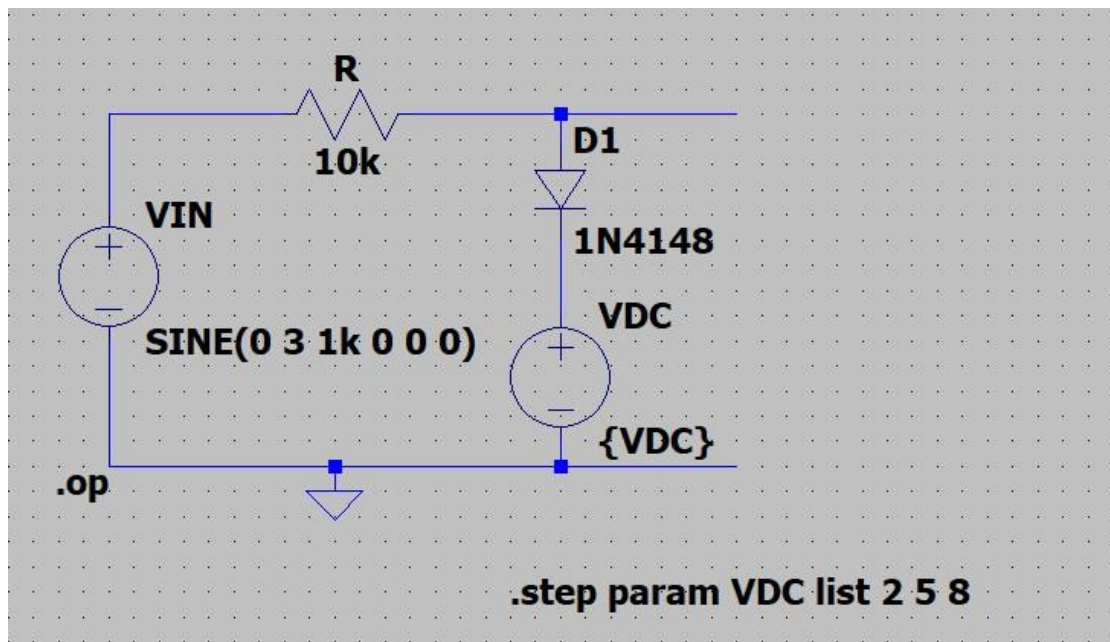 R
10k
D1
1N4148
VIN
SINE(0 3 1k 0 0 0)
VDC
{VDC}
.op
.step param VDC list 2 5 8